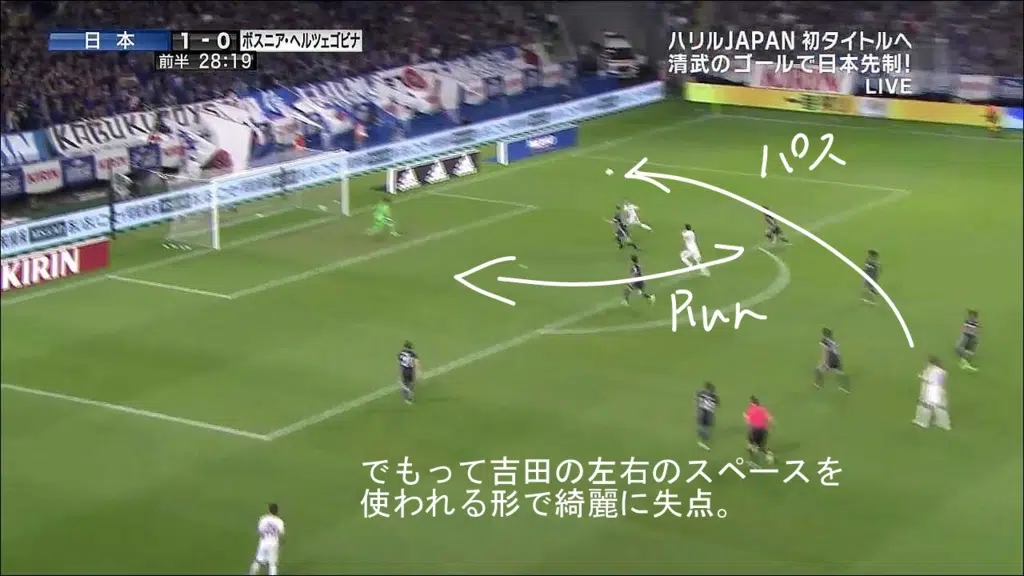 日本 1-0 ボスニア・ヘルツェゴビナ
前半 28:19
ハリルJAPAN 初タイトルへ
清武のゴールで日本先制!
LIVE
KABUKI
KIRIN
KIRIN
adidas
パス
Run
KIRIN
でもって吉田の左右のスペースを
使われる形で綺麗に失点。